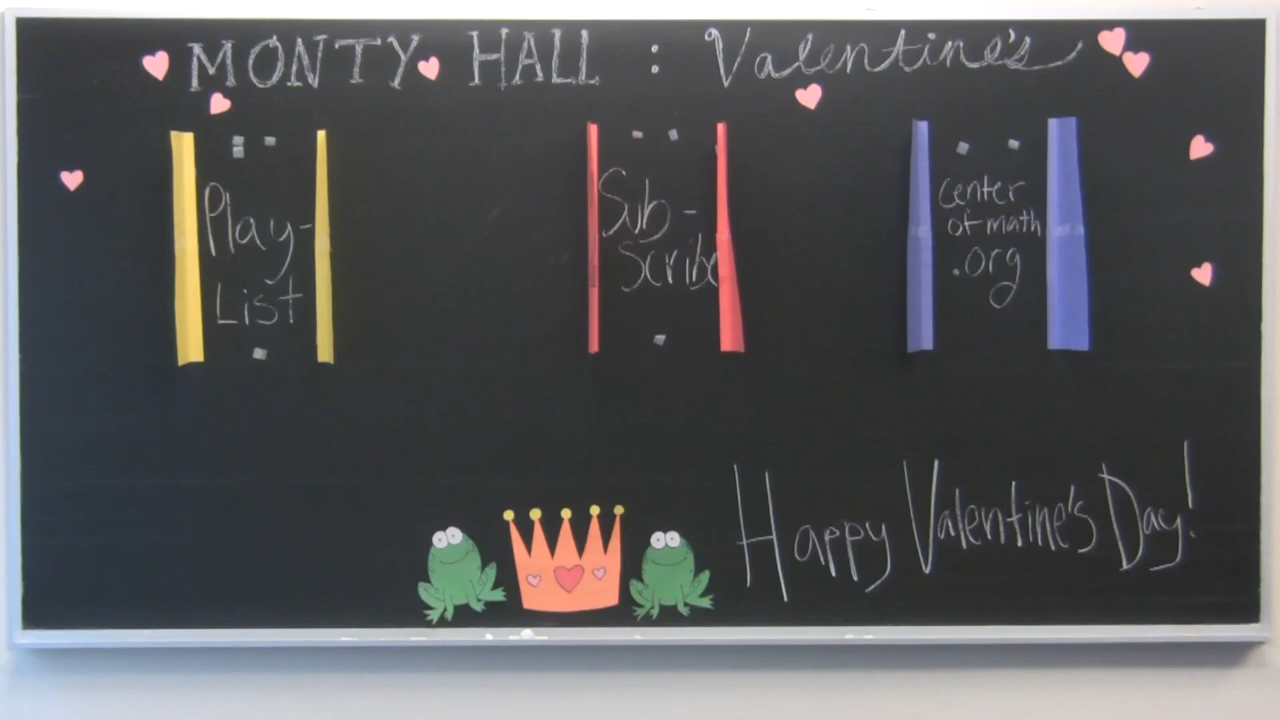 MONTY HALL : Valentine's
Play-
List
Sub-
Scribe
Center
of math
.org
Happy Valentine's Day!